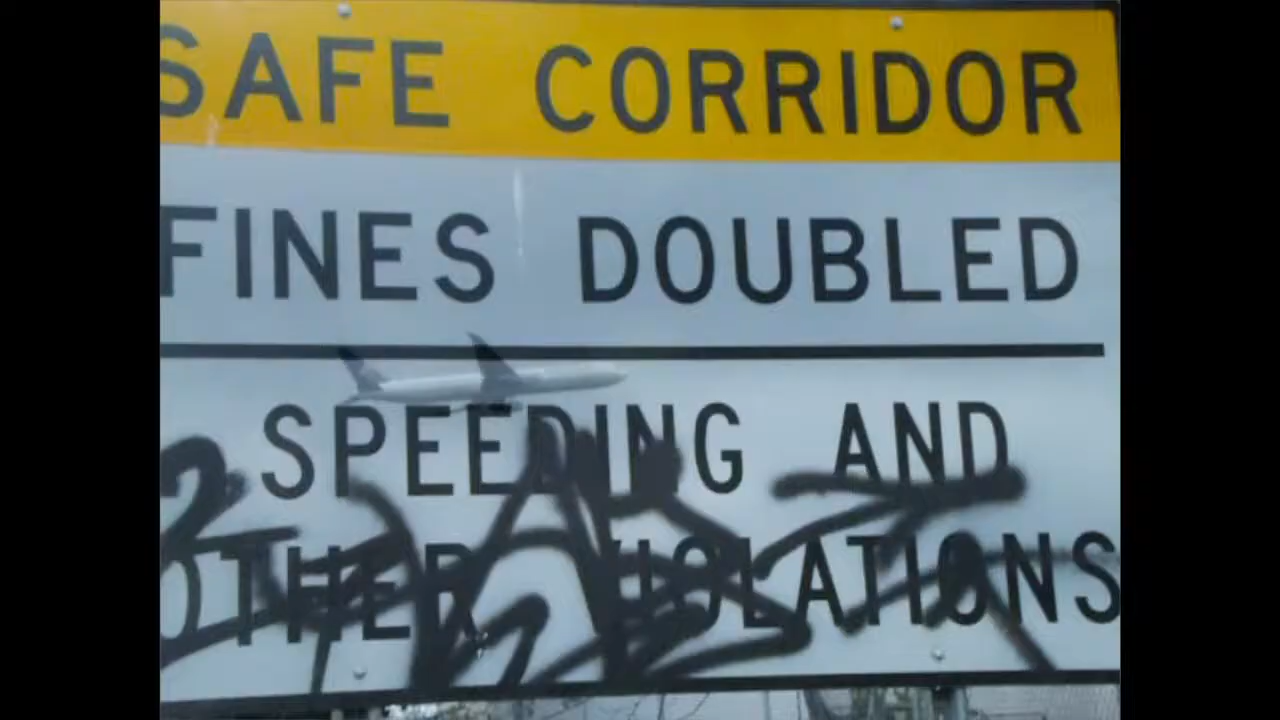 SAFE CORRIDOR
FINES DOUBLED
SPEEDING AND
OTHER VIOLATIONS